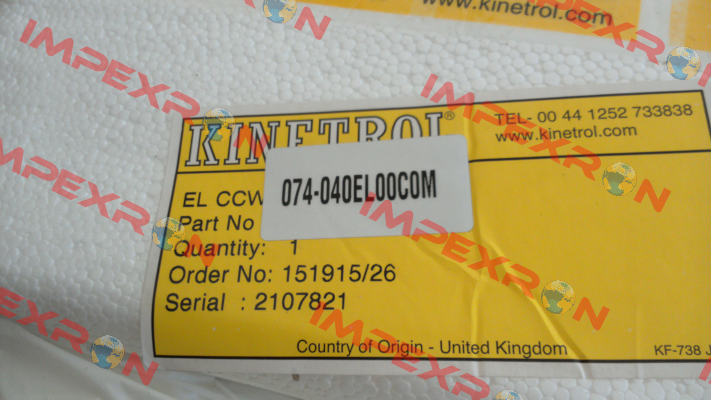 www.kinetrol.com
KINETROL®
TEL- 00 44 1252 733838
www.kinetrol.com
EL CCW
074-040EL00C0M
Part No
Quantity: 1
Order No: 151915/26
Serial : 2107821
Country of Origin - United Kingdom
KF-738
IMPEXRON
IMPEXRON
IMPEXRON
IMPEXRON
IMPEXRON
IMPEXRON
IMPEXRON